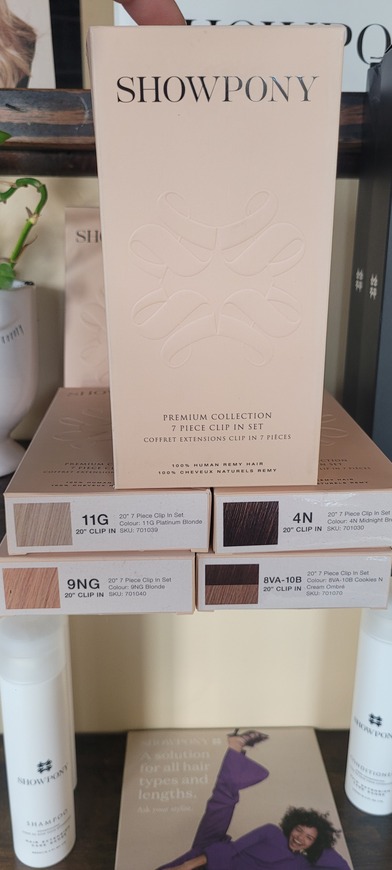 SHOWPONY
PREMIUM COLLECTION
7 PIECE CLIP IN SET
COFFRET EXTENSIONS CLIP IN 7 PIÈCES
100% HUMAN REMY HAIR
100% CHEVEUX NATURELS REMY
11G
20" CLIP IN
20" 7 Piece Clip In Set
Colour: 11G Platinum Blonde
SKU: 701039
4N
20" CLIP IN
20" 7 Piece Clip In Set
Colour: 4N Midnight Br
SKU: 701030
9NG
20" CLIP IN
20" 7 Piece Clip In Set
Colour: 9NG Blonde
SKU: 701040
8VA-10B
20" CLIP IN
20" 7 Piece Clip In Set
Colour: 8VA-10B Cookies N
Cream Ombré
SKU: 701070
SHOWPONY
SHAMPOO
SHOWPONY
A solution
for all hair
types and
lengths.
Ask your stylist.
SHOWPON